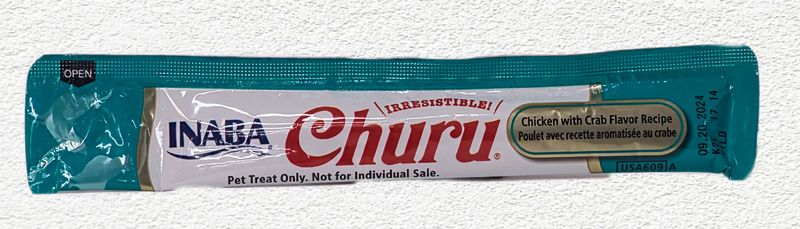 OPEN
IRRESISTIBLE!
INABA Churu®
Chicken with Crab Flavor Recipe
Poulet avec recette aromatisée au crabe
Pet Treat Only. Not for Individual Sale.
USA609 A
09.20.2024